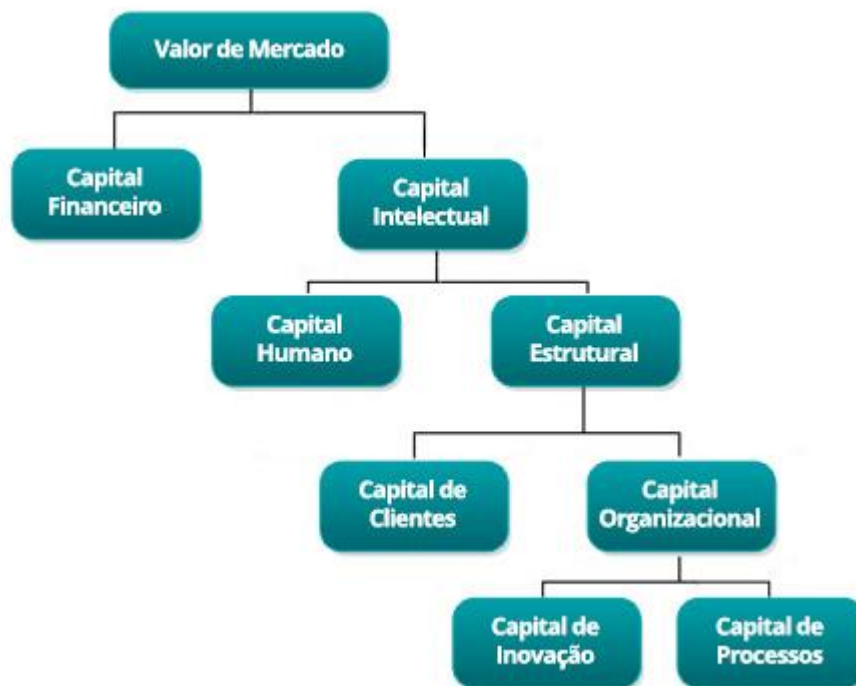 Valor de Mercado
Capital
Financeiro
Capital
Intelectual
Capital
Humano
Capital
Estrutural
Capital de
Clientes
Capital
Organizacional
Capital de
Inovação
Capital de
Processos